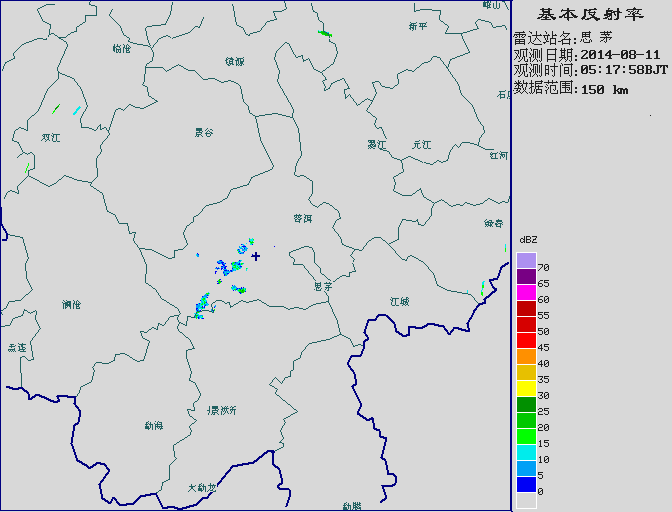 基本反射率
雷达站名:思 茅
观测日期:2014-08-11
观测时间:05:17:58BJT
数据范围:150 km
峨山
新平
临沧
镇源
石屏
双江
景谷
墨江
元江
红河
普洱
绿春
思茅
江城
澜沧
孟连
勐海
大勐龙
勐腊
dBZ
70
65
60
55
50
45
40
35
30
25
20
15
10
5
0